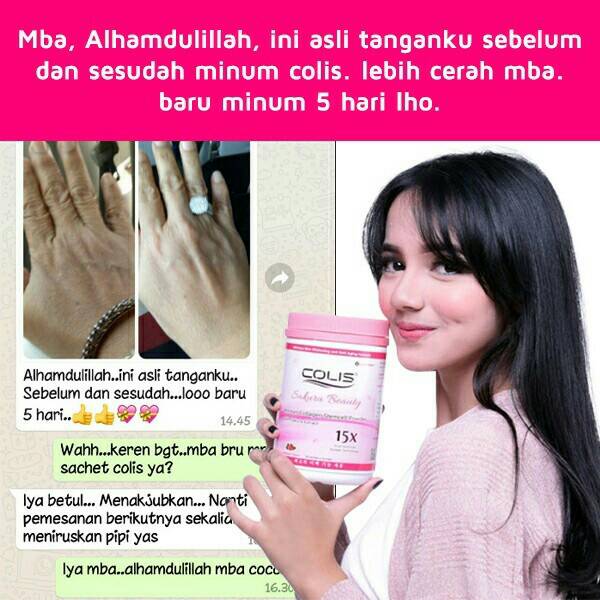 Mba, Alhamdulillah, ini asli tanganku sebelum
dan sesudah minum colis. lebih cerah mba.
baru minum 5 hari lho.
Alhamdulillah..ini asli tanganku..
Sebelum dan sesudah...looo baru
5 hari..👍👍💝💝
14.45
Wahh...keren bgt..mba bru
sachet colis ya?
Iya betul... Menakjubkan... Nanti
pemesanan berikutnya sekalia
meniruskan pipi yas
Iya mba..alhamdulillah mba coco
16.30
COLIS
Sakura Beauty
15X